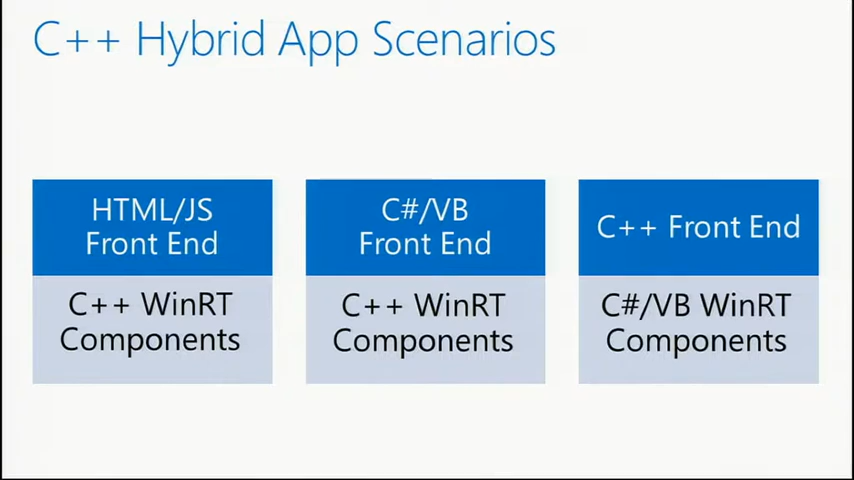 C++ Hybrid App Scenarios
HTML/JS
Front End
C++ WinRT
Components
C#/VB
Front End
C++ WinRT
Components
C++ Front End
C#/VB WinRT
Components